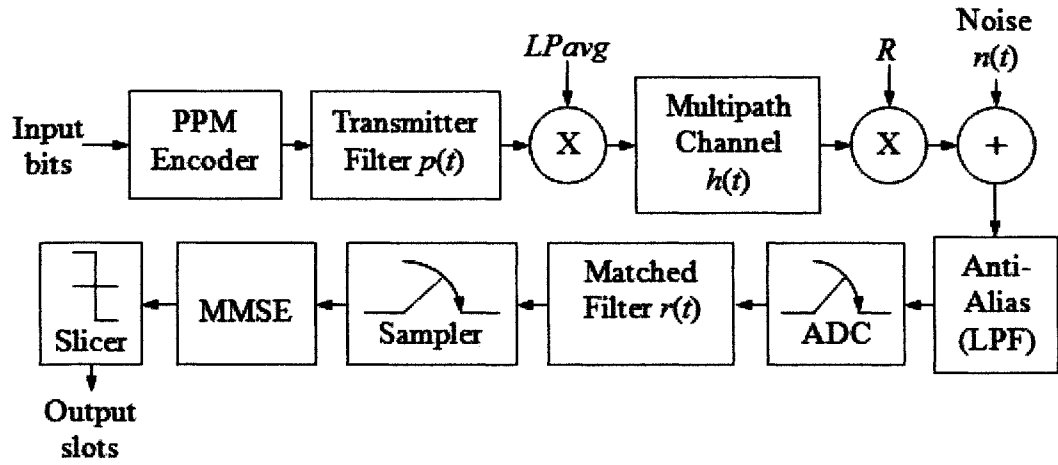 Input
bits
PPM
Encoder
Transmitter
Filter p(t)
LPavg
X
Multipath
Channel
h(t)
R
X
Noise
n(t)
+
Anti-
Alias
(LPF)
ADC
Matched
Filter r(t)
Sampler
MMSE
Slicer
Output
slots